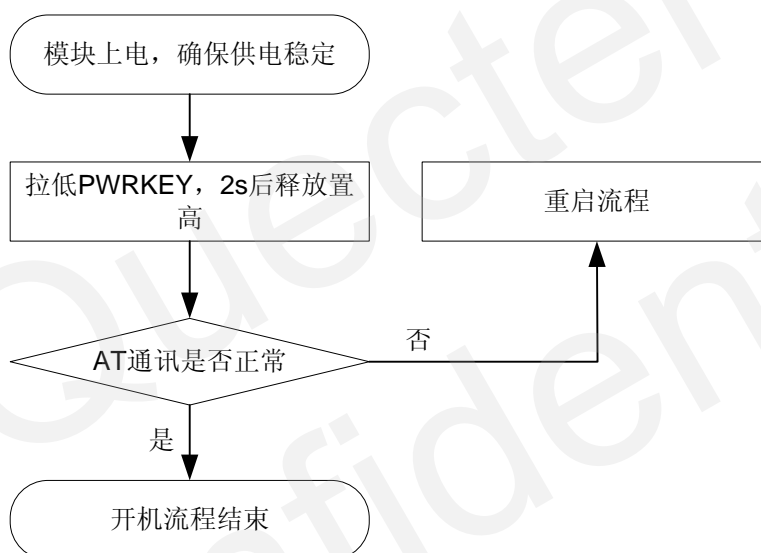 模块上电，确保供电稳定
拉低PWRKEY，2s后释放置
高
重启流程
AT通讯是否正常
否
是
开机流程结束
Quectel